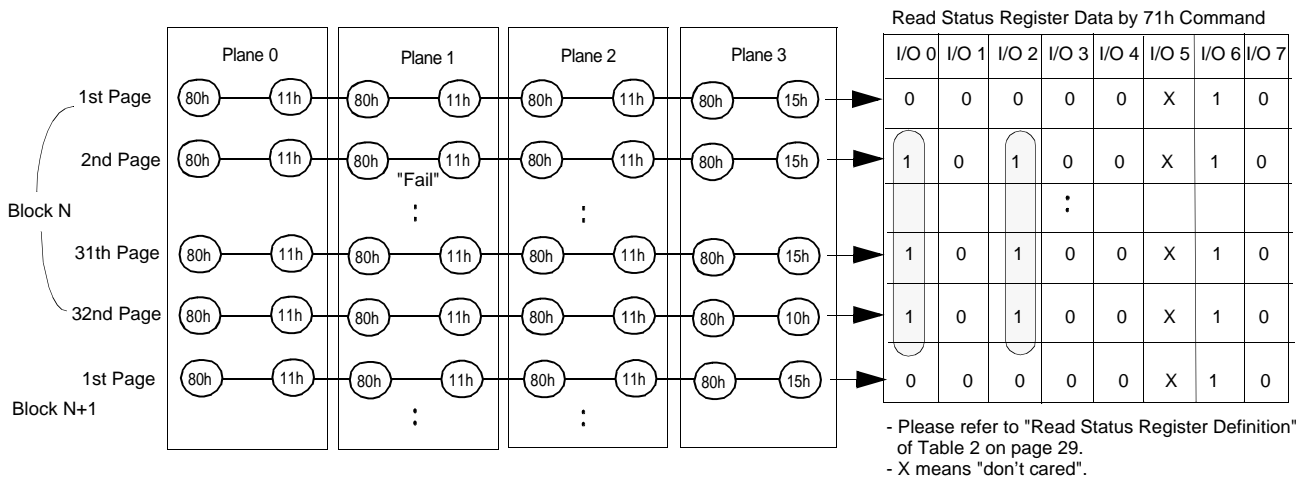 Read Status Register Data by 71h Command
Plane 0 Plane 1 Plane 2 Plane 3
I/O 0 I/O 1 I/O 2 I/O 3 I/O 4 I/O 5 I/O 6 I/O 7
1st Page 80h 11h 80h 11h 80h 11h 80h 15h 0 0 0 0 0 X 1 0
2nd Page 80h 11h 80h 11h 80h 11h 80h 15h 1 0 1 0 0 X 1 0
"Fail"
Block N
: : :
31th Page 80h 11h 80h 11h 80h 11h 80h 15h 1 0 1 0 0 X 1 0
32nd Page 80h 11h 80h 11h 80h 11h 80h 10h 1 0 1 0 0 X 1 0
1st Page 80h 11h 80h 11h 80h 11h 80h 15h 0 0 0 0 0 X 1 0
Block N+1
: :
- Please refer to "Read Status Register Definition"
of Table 2 on page 29.
- X means "don't cared".